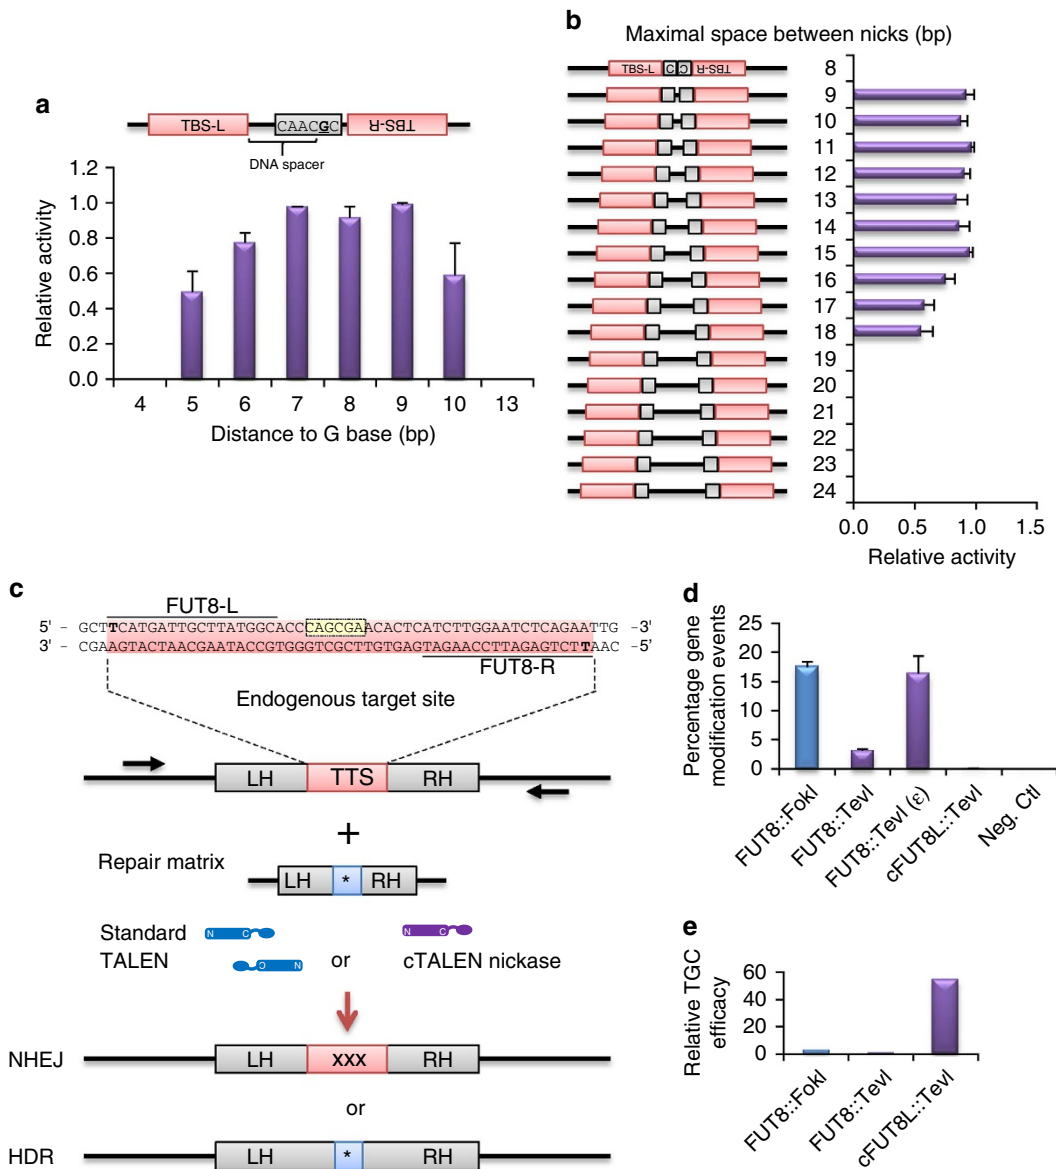 a
TBS-L CAACGC TBS-R
DNA spacer
Relative activity
1.2
1.0
0.8
0.6
0.4
0.2
0.0
4 5 6 7 8 9 10 13
Distance to G base (bp)
b
Maximal space between nicks (bp)
TBS-L C C TBS-R
8
9
10
11
12
13
14
15
16
17
18
19
20
21
22
23
24
0.0 0.5 1.0 1.5
Relative activity
c
FUT8-L
5' - GCTTCATGATTGCTTATGGCACCCAGCGAACACTCATCTTGGAATCTCAGAATTG -3'
3' - CGAAGTACTAACGAATACCGTGGGTCGCTTGTGAGTAGAACCTTAGAGTCTTAAC -5'
FUT8-R
Endogenous target site
LH TTS RH
+
Repair matrix
LH * RH
Standard TALEN
N C
C N
or
N C
cTALEN nickase
NHEJ
LH xxx RH
or
HDR
LH * RH
d
Percentage gene modification events
25
20
15
10
5
0
FUT8::FokI
FUT8::TevI
FUT8::TevI (ε)
cFUT8L::TevI
Neg. Ctl
e
Relative TGC efficacy
60
40
20
0
FUT8::FokI
FUT8::TevI
cFUT8L::TevI